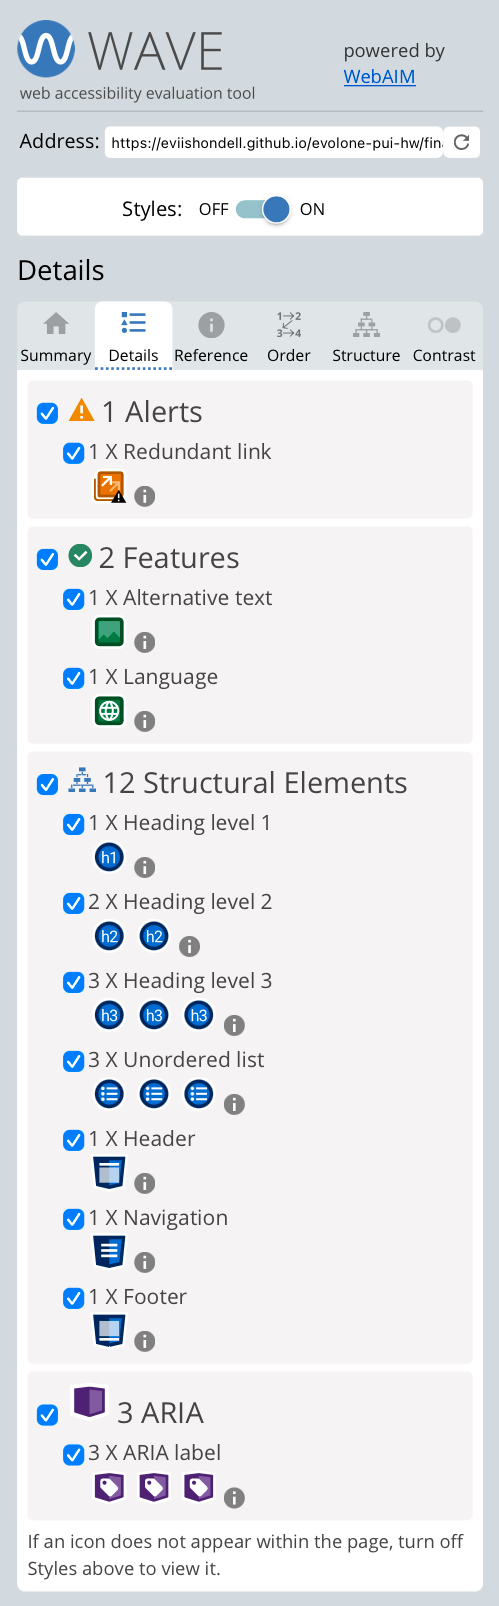 WAVE
web accessibility evaluation tool
powered by
WebAIM
Address: https://eviishondell.github.io/evolone-pui-hw/fin
Styles: OFF ON
Details
Summary Details Reference Order Structure Contrast
1 Alerts
1 X Redundant link
2 Features
1 X Alternative text
1 X Language
12 Structural Elements
1 X Heading level 1
h1
2 X Heading level 2
h2 h2
3 X Heading level 3
h3 h3 h3
3 X Unordered list
1 X Header
1 X Navigation
1 X Footer
3 ARIA
3 X ARIA label
If an icon does not appear within the page, turn off
Styles above to view it.